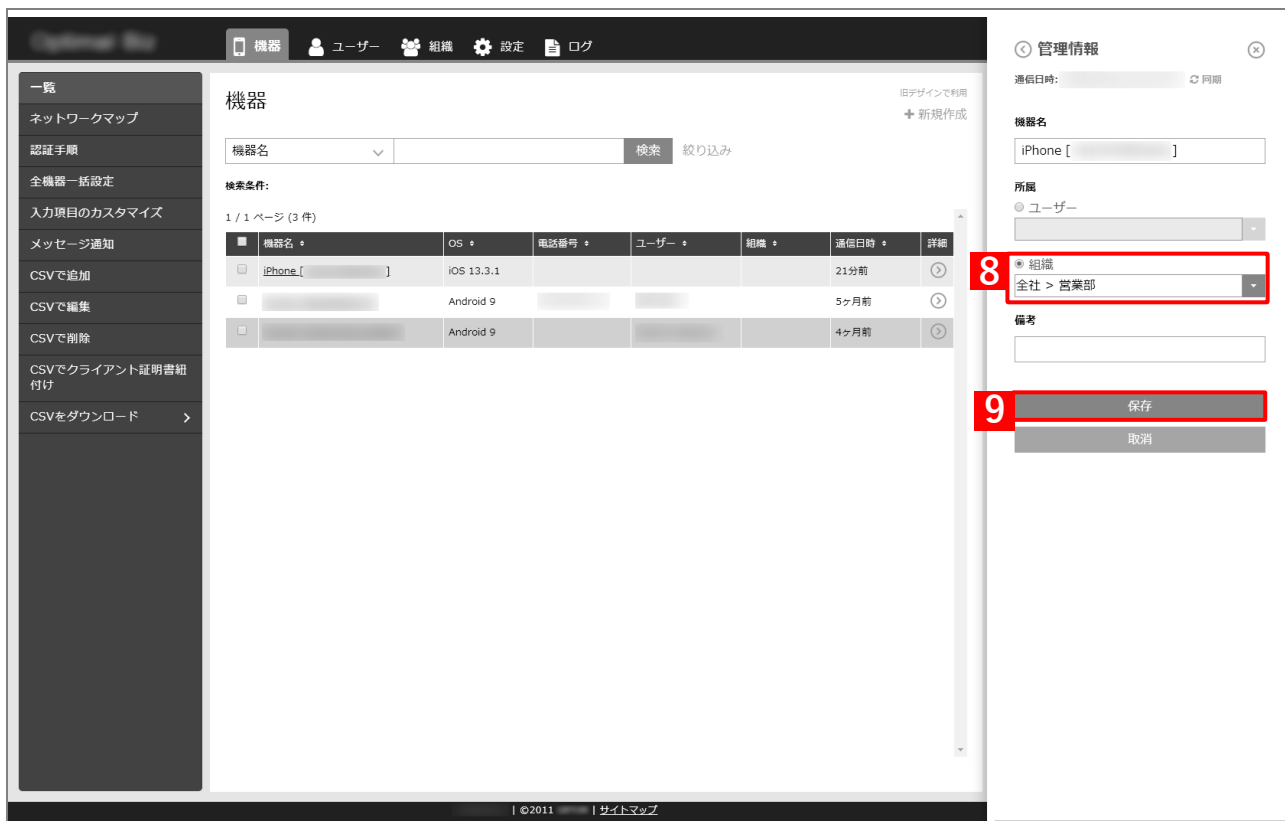 機器
ユーザー
組織
設定
ログ
一覧
ネットワークマップ
認証手順
全機器一括設定
入力項目のカスタマイズ
メッセージ通知
CSVで追加
CSVで編集
CSVで削除
CSVでクライアント証明書紐
付け
CSVをダウンロード
機器
旧デザインで利用
新規作成
機器名
検索
絞り込み
検索条件:
1 / 1 ページ (3 件)
機器名 OS 電話番号 ユーザー 組織 通信日時 詳細
iPhone [ ] iOS 13.3.1 21分前
Android 9 5ヶ月前
Android 9 4ヶ月前
| ©2011 | サイトマップ
管理情報
通信日時: 同期
機器名
iPhone [ ]
所属
ユーザー
8
組織
全社 > 営業部
備考
9
保存
取消